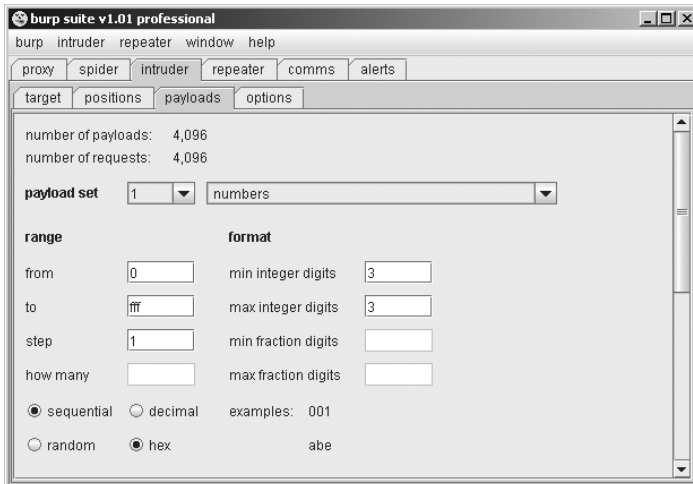 burp suite v1.01 professional
burp intruder repeater window help
proxy spider intruder repeater comms alerts
target positions payloads options
number of payloads: 4,096
number of requests: 4,096
payload set 1 numbers
range format
from 0 min integer digits 3
to fff max integer digits 3
step 1 min fraction digits
how many max fraction digits
sequential decimal examples: 001
random hex abe